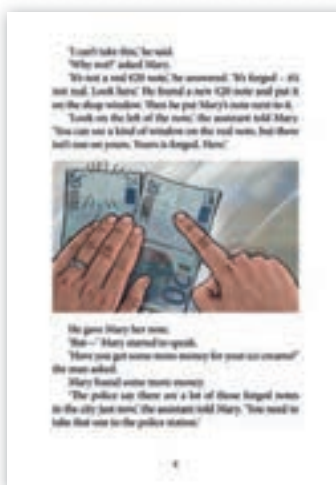 'I can't take this,' he said.
'Why not?' asked Mary.
'It's not a real €20 note,' he answered. 'It's forged – it's
not real. Look here.' He found a new €20 note and put it
on the shop window. Then he put Mary's note next to it.
'Look on the left of the note,' the assistant told Mary.
'You can see a kind of window on the real note, but there
isn't one on yours. Yours is forged. Here.'
20
He gave Mary her note.
'But—' Mary started to speak.
'Have you got some more money for your ice cream?'
the man asked.
Mary found some more money.
'The police say there are a lot of these forged notes
in the city just now,' the assistant told Mary. 'You need to
take that one to the police station.'